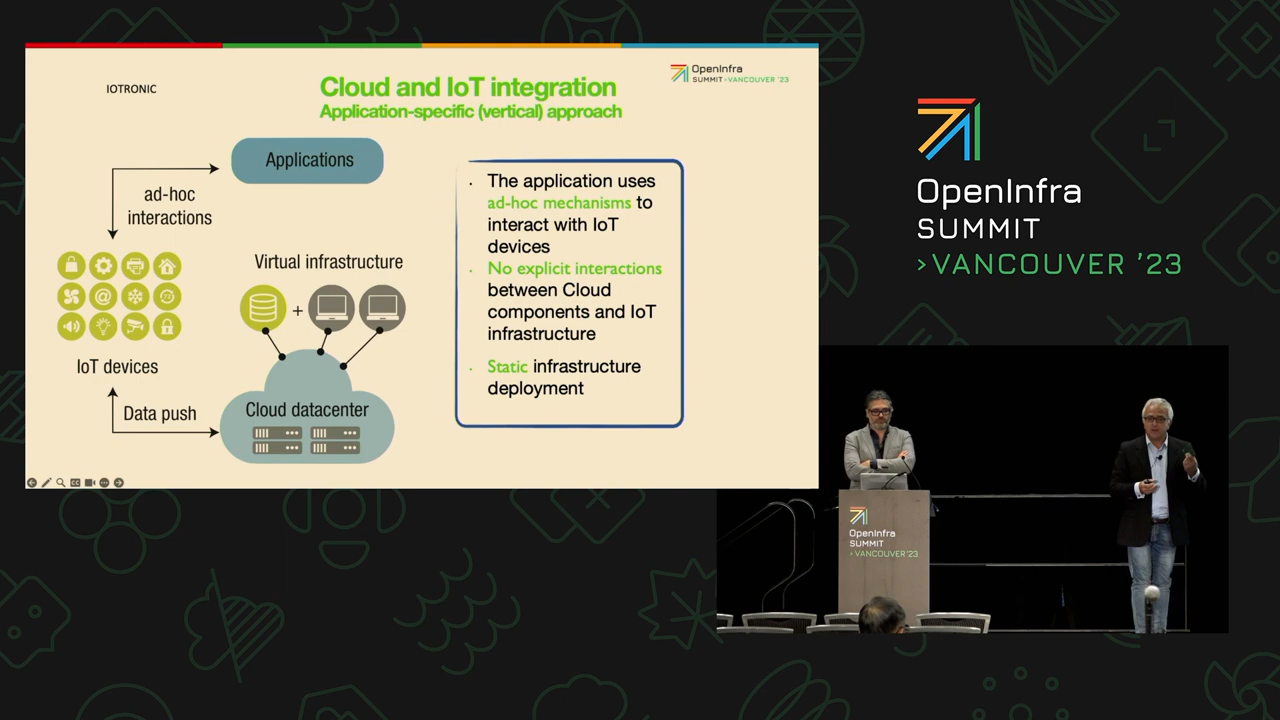 IOTRONIC
Cloud and IoT integration
Application-specific (vertical) approach
OpenInfra
SUMMIT >VANCOUVER '23
Applications
ad-hoc
interactions
IoT devices
Data push
Virtual infrastructure
+
Cloud datacenter
· The application uses
ad-hoc mechanisms to
interact with IoT
devices
· No explicit interactions
between Cloud
components and IoT
infrastructure
· Static infrastructure
deployment
OpenInfra
SUMMIT
>VANCOUVER '23
OpenInfra
SUMMIT
>VANCOUVER '23